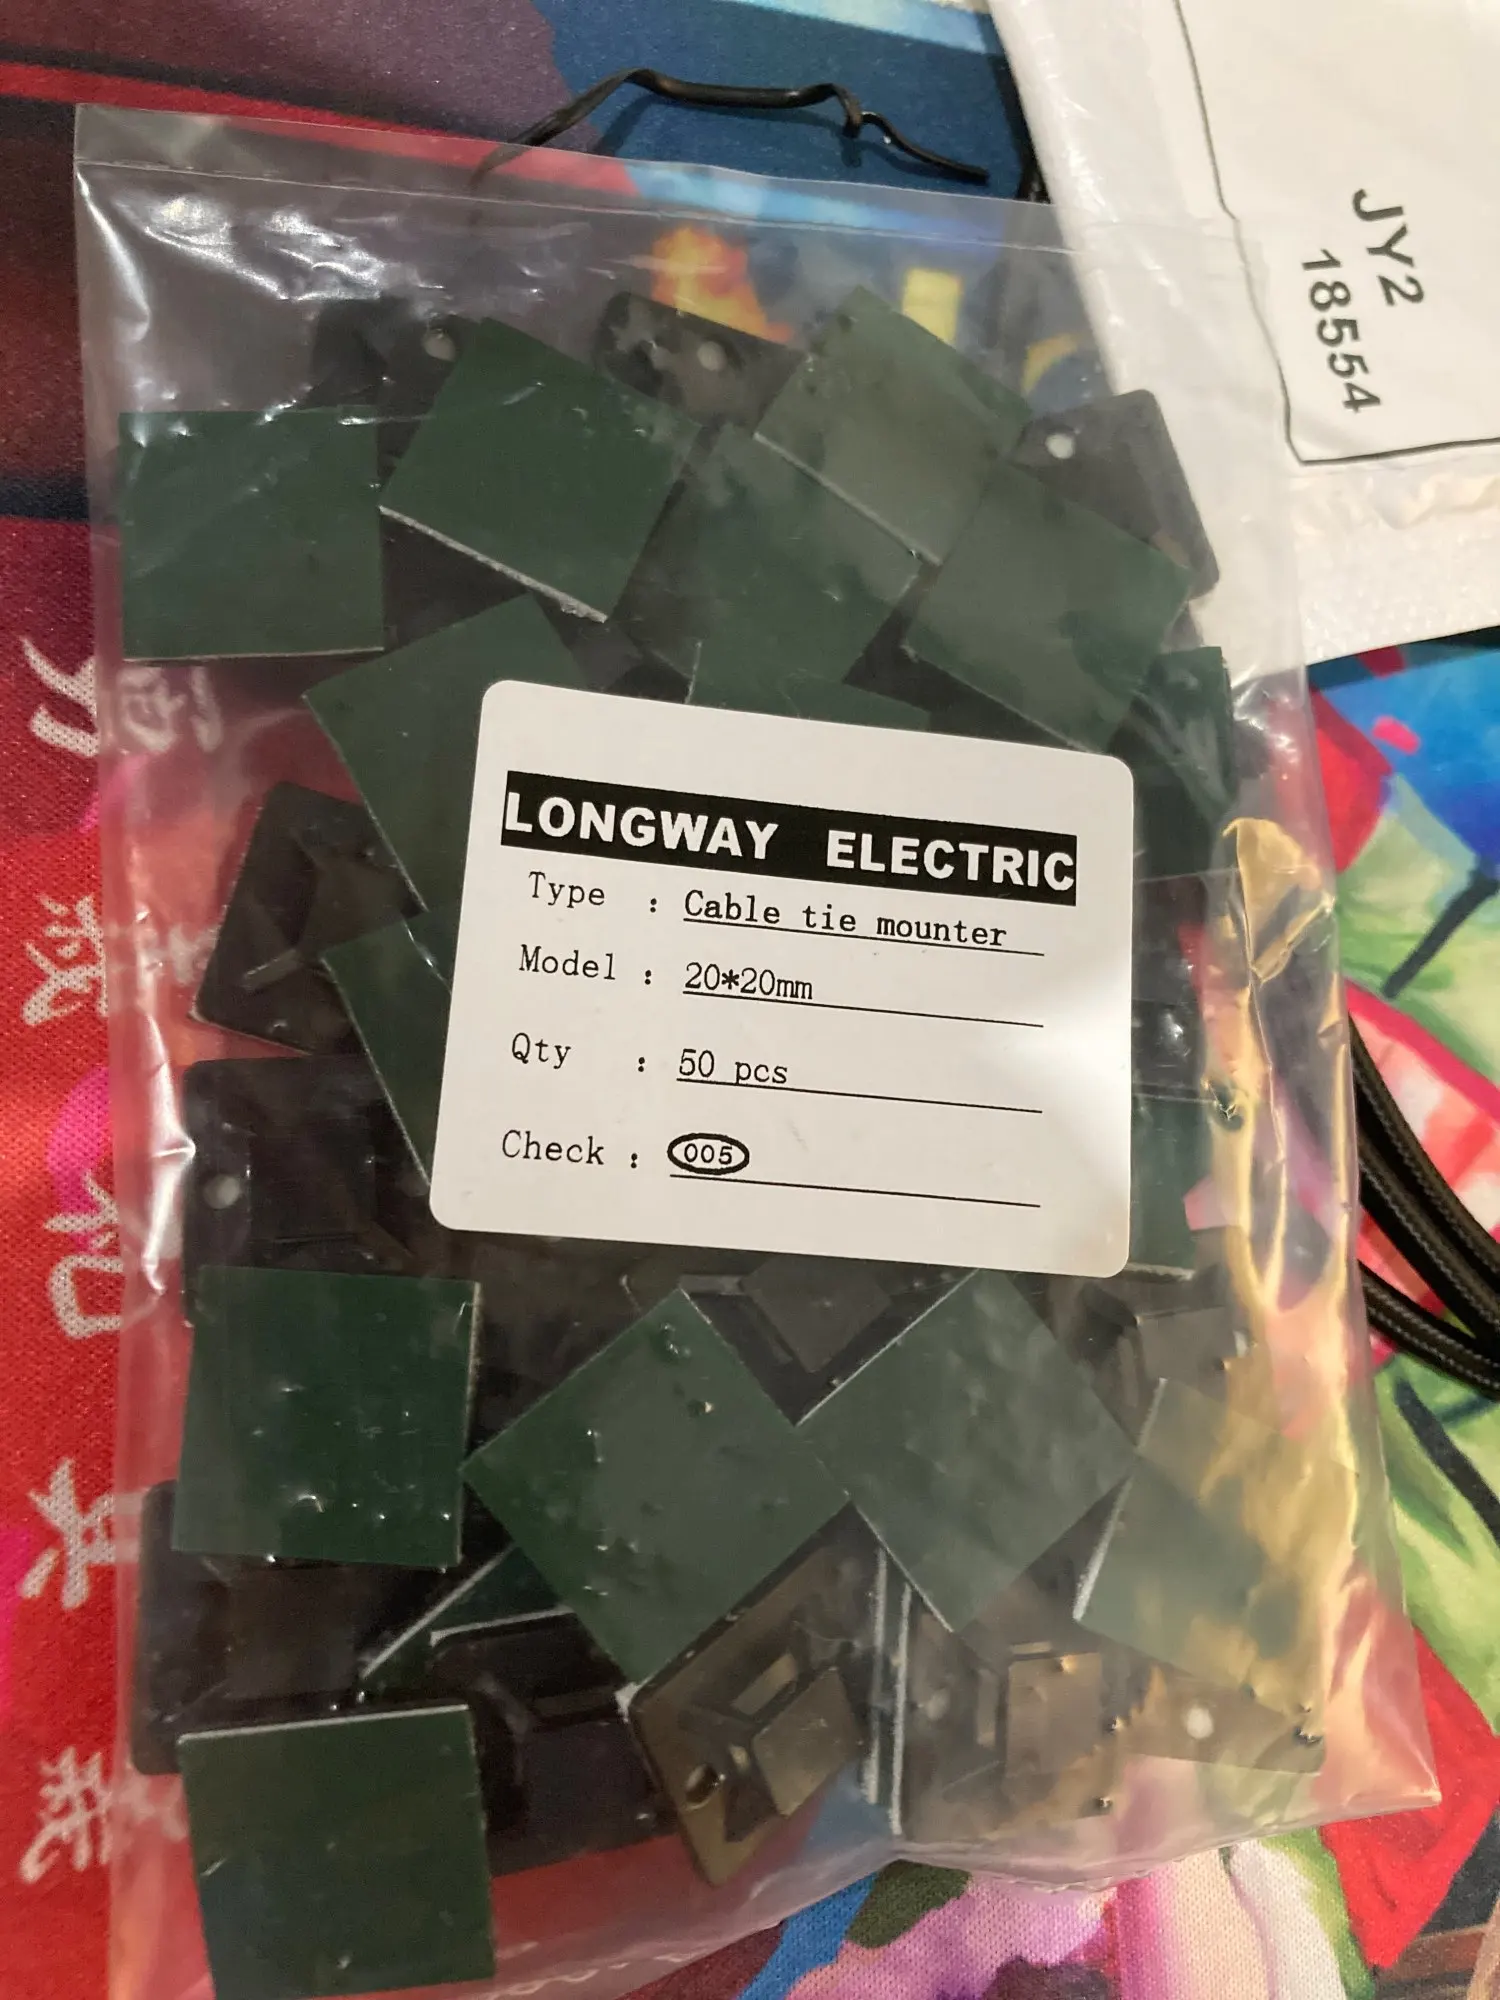 JY2
18554
LONGWAY ELECTRIC
Type : Cable tie mounter
Model : 20*20mm
Qty : 50 pcs
Check : 005